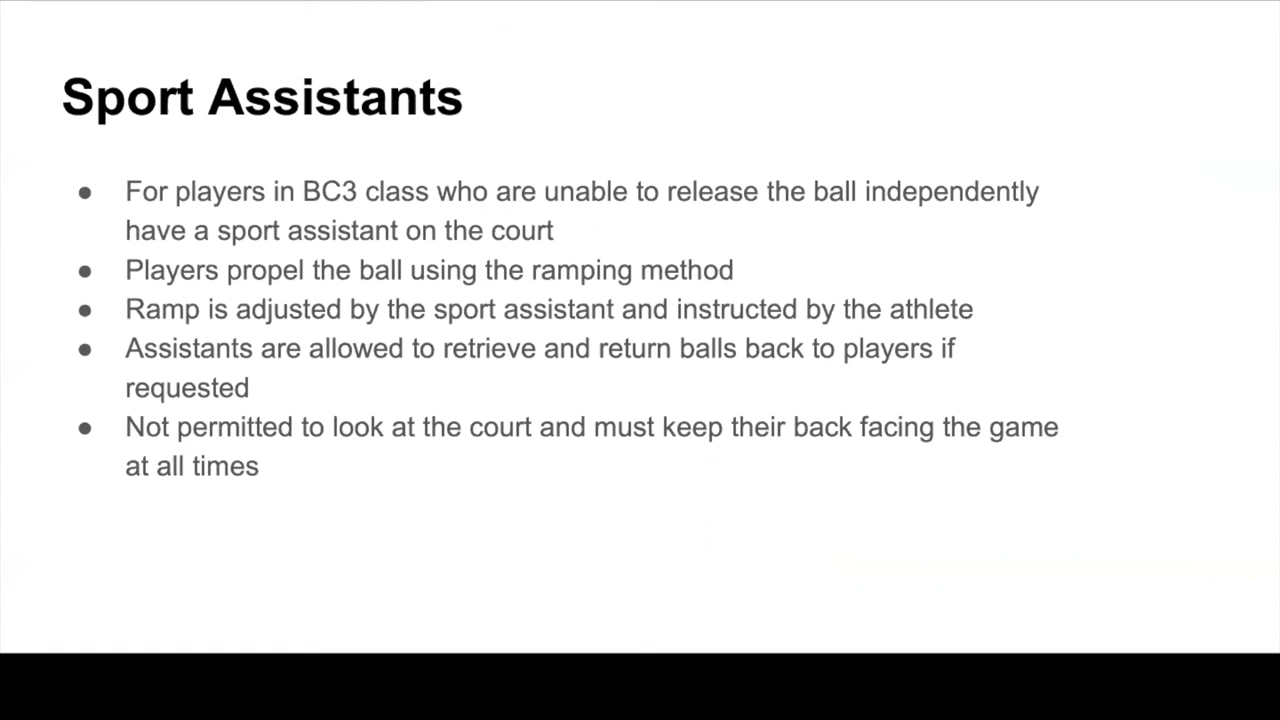 Sport Assistants
● For players in BC3 class who are unable to release the ball independently
have a sport assistant on the court
● Players propel the ball using the ramping method
● Ramp is adjusted by the sport assistant and instructed by the athlete
● Assistants are allowed to retrieve and return balls back to players if
requested
● Not permitted to look at the court and must keep their back facing the game
at all times